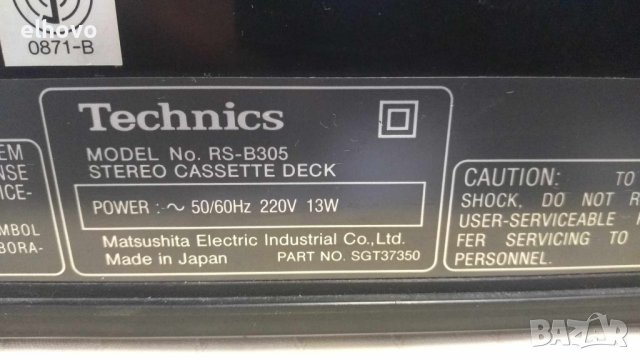 elhovo
0871-B
EM
NSE
ICE-
MBOL
BORA-
Technics
MODEL No. RS-B305
STEREO CASSETTE DECK
POWER : ~ 50/60Hz 220V 13W
Matsushita Electric Industrial Co., Ltd.
Made in Japan PART NO. SGT37350
CAUTION: TO
SHOCK, DO NOT R
USER-SERVICEABLE
FER SERVICING TO
PERSONNEL.
BAZAR